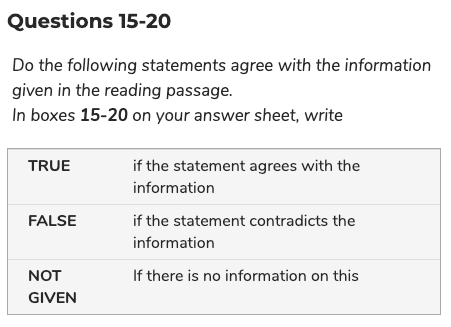 Questions 15-20
Do the following statements agree with the information
given in the reading passage.
In boxes 15-20 on your answer sheet, write
TRUE if the statement agrees with the
information
FALSE if the statement contradicts the
information
NOT If there is no information on this
GIVEN